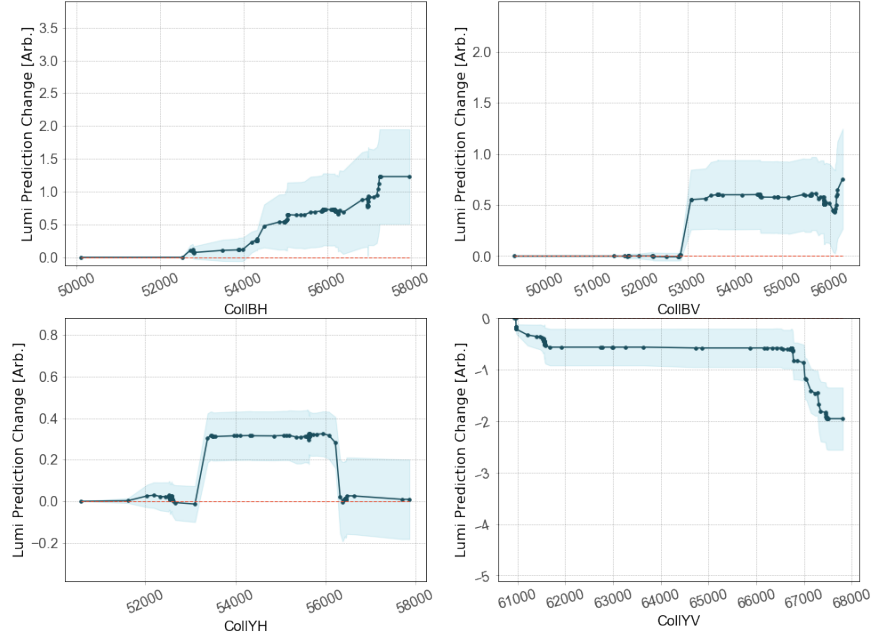 Lumi Prediction Change [Arb.]
3.5
3.0
2.5
2.0
1.5
1.0
0.5
0.0
50000 52000 54000 56000 58000
CollBH
Lumi Prediction Change [Arb.]
2.0
1.5
1.0
0.5
0.0
50000 51000 52000 53000 54000 55000 56000
CollBV
Lumi Prediction Change [Arb.]
0.8
0.6
0.4
0.2
0.0
−0.2
52000 54000 56000 58000
CollYH
Lumi Prediction Change [Arb.]
0
−1
−2
−3
−4
−5
61000 62000 63000 64000 65000 66000 67000 68000
CollYV